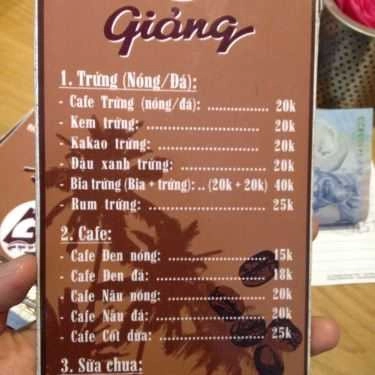 Giảng
1. Trứng (Nóng/Đá):
- Cafe Trứng (nóng/đá): ................ 20k
- Kem trứng: ................................ 20k
- Kakao trứng: ............................ 20k
- Đậu xanh trứng: ....................... 20k
- Bia trứng (Bia + trứng): .. (20k + 20k) 40k
- Rum trứng: ............................... 25k
2. Cafe:
- Cafe Đen nóng: ......................... 15k
- Cafe Đen đá: ............................. 18k
- Cafe Nâu nóng: ......................... 20k
- Cafe Nâu đá: ............................. 20k
- Cafe Cốt dừa: ............................ 25k
3. Sữa chua: